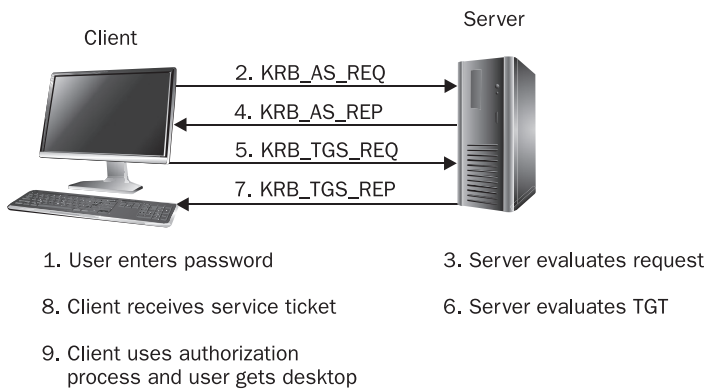 Client
Server
2. KRB_AS_REQ
4. KRB_AS_REP
5. KRB_TGS_REQ
7. KRB_TGS_REP
1. User enters password
3. Server evaluates request
8. Client receives service ticket
6. Server evaluates TGT
9. Client uses authorization
process and user gets desktop